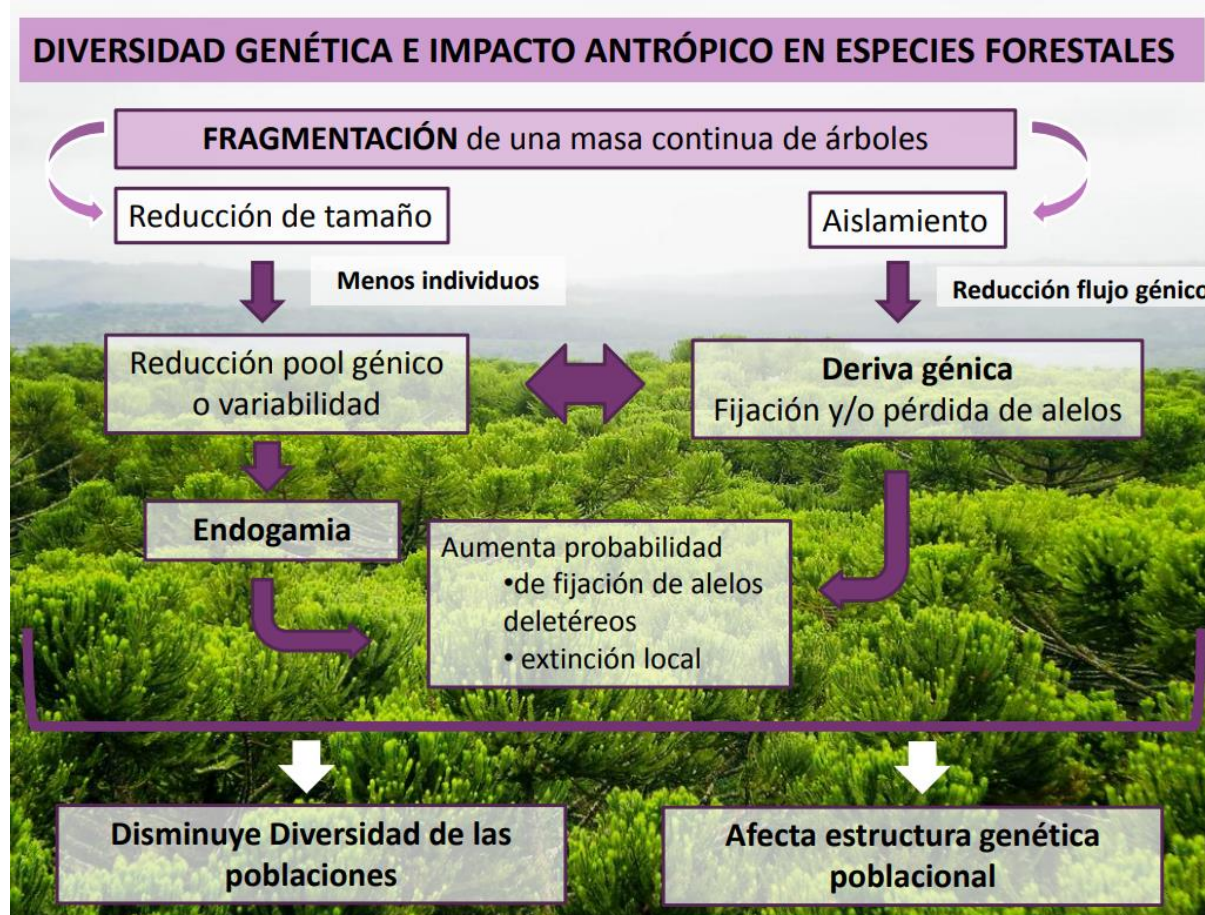 DIVERSIDAD GENÉTICA E IMPACTO ANTRÓPICO EN ESPECIES FORESTALES
FRAGMENTACIÓN de una masa continua de árboles
Reducción de tamaño
Aislamiento
Menos individuos
Reducción flujo génico
Reducción pool génico
o variabilidad
Deriva génica
Fijación y/o pérdida de alelos
Endogamia
Aumenta probabilidad
•de fijación de alelos
deletéreos
• extinción local
Disminuye Diversidad de las
poblaciones
Afecta estructura genética
poblacional